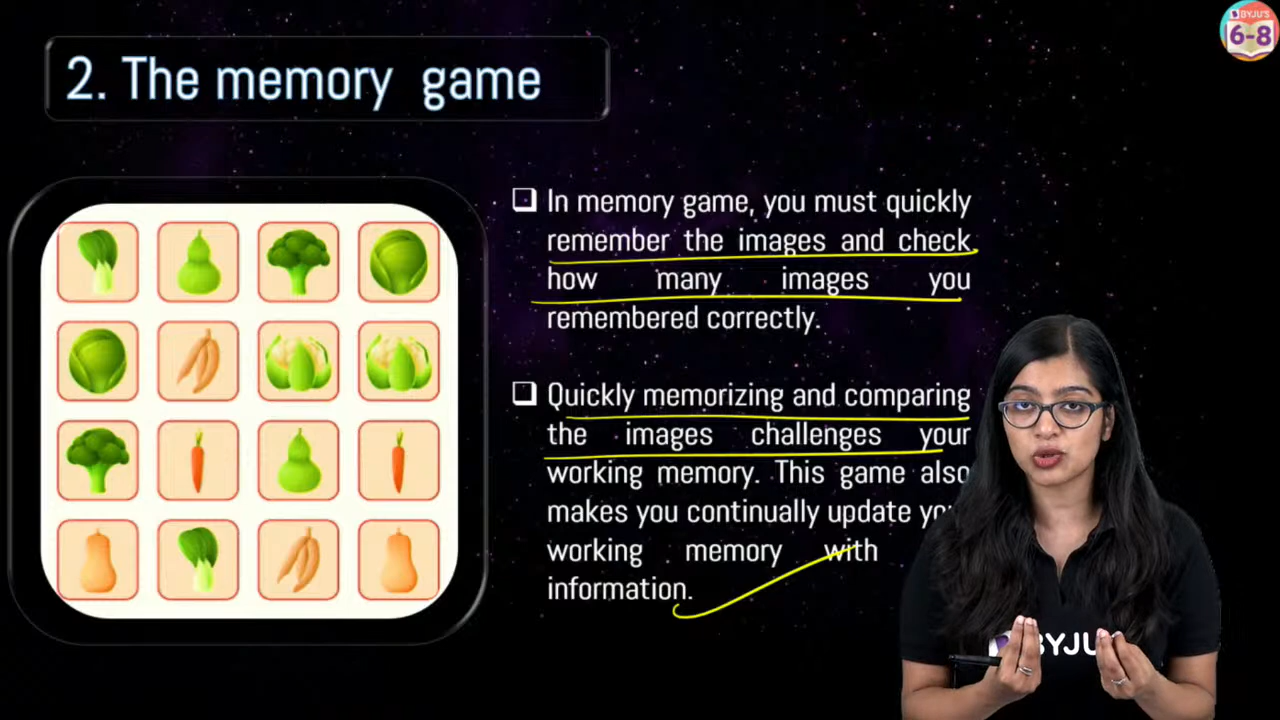 BYJU'S
6-8
2. The memory game
In memory game, you must quickly
remember the images and check
how many images you
remembered correctly.
Quickly memorizing and comparing
the images challenges your
working memory. This game also
makes you continually update
working memory with
information.
BYJU